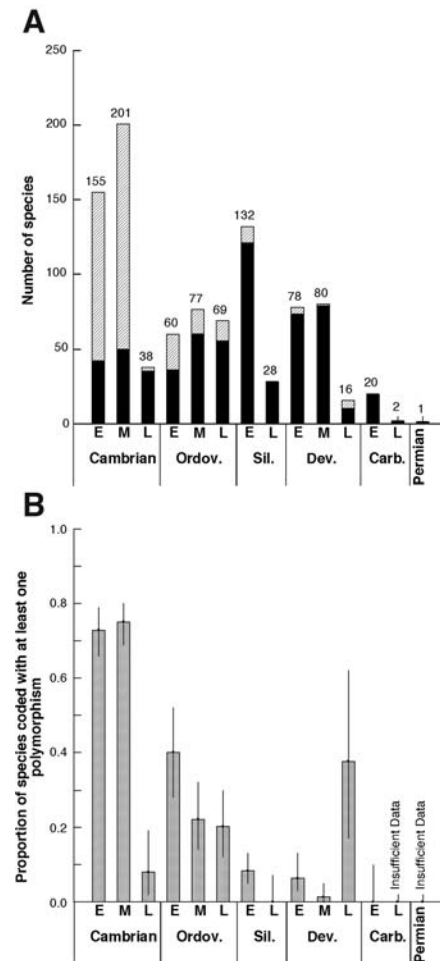 A
250
201
200
155
150
132
Number of species
100
77
78
80
69
60
50
38
28
20
16
2
1
0
E M L E M L E L E M L E L
Cambrian Ordov. Sil. Dev. Carb. Permian
B
1.0
0.8
0.6
0.4
0.2
0.0
Proportion of species coded with at least one
polymorphism
Insufficient Data
Insufficient Data
E M L E M L E L E M L E L
Cambrian Ordov. Sil. Dev. Carb. Permian